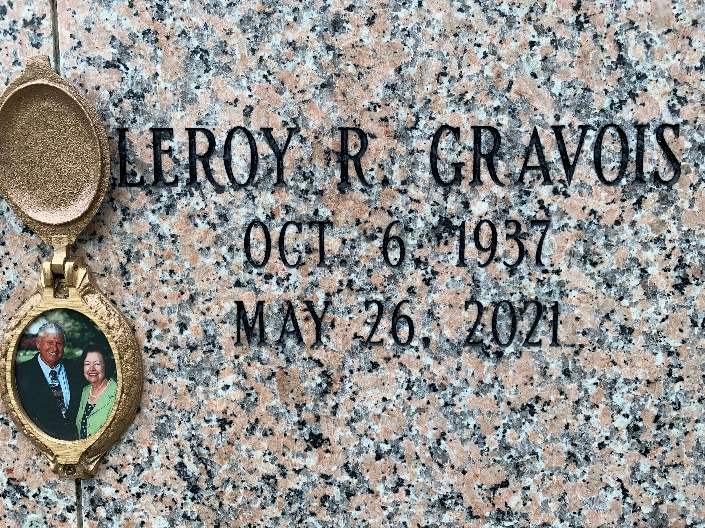 LEROY R. GRAVOIS
OCT. 6, 1937
MAY 26, 2021